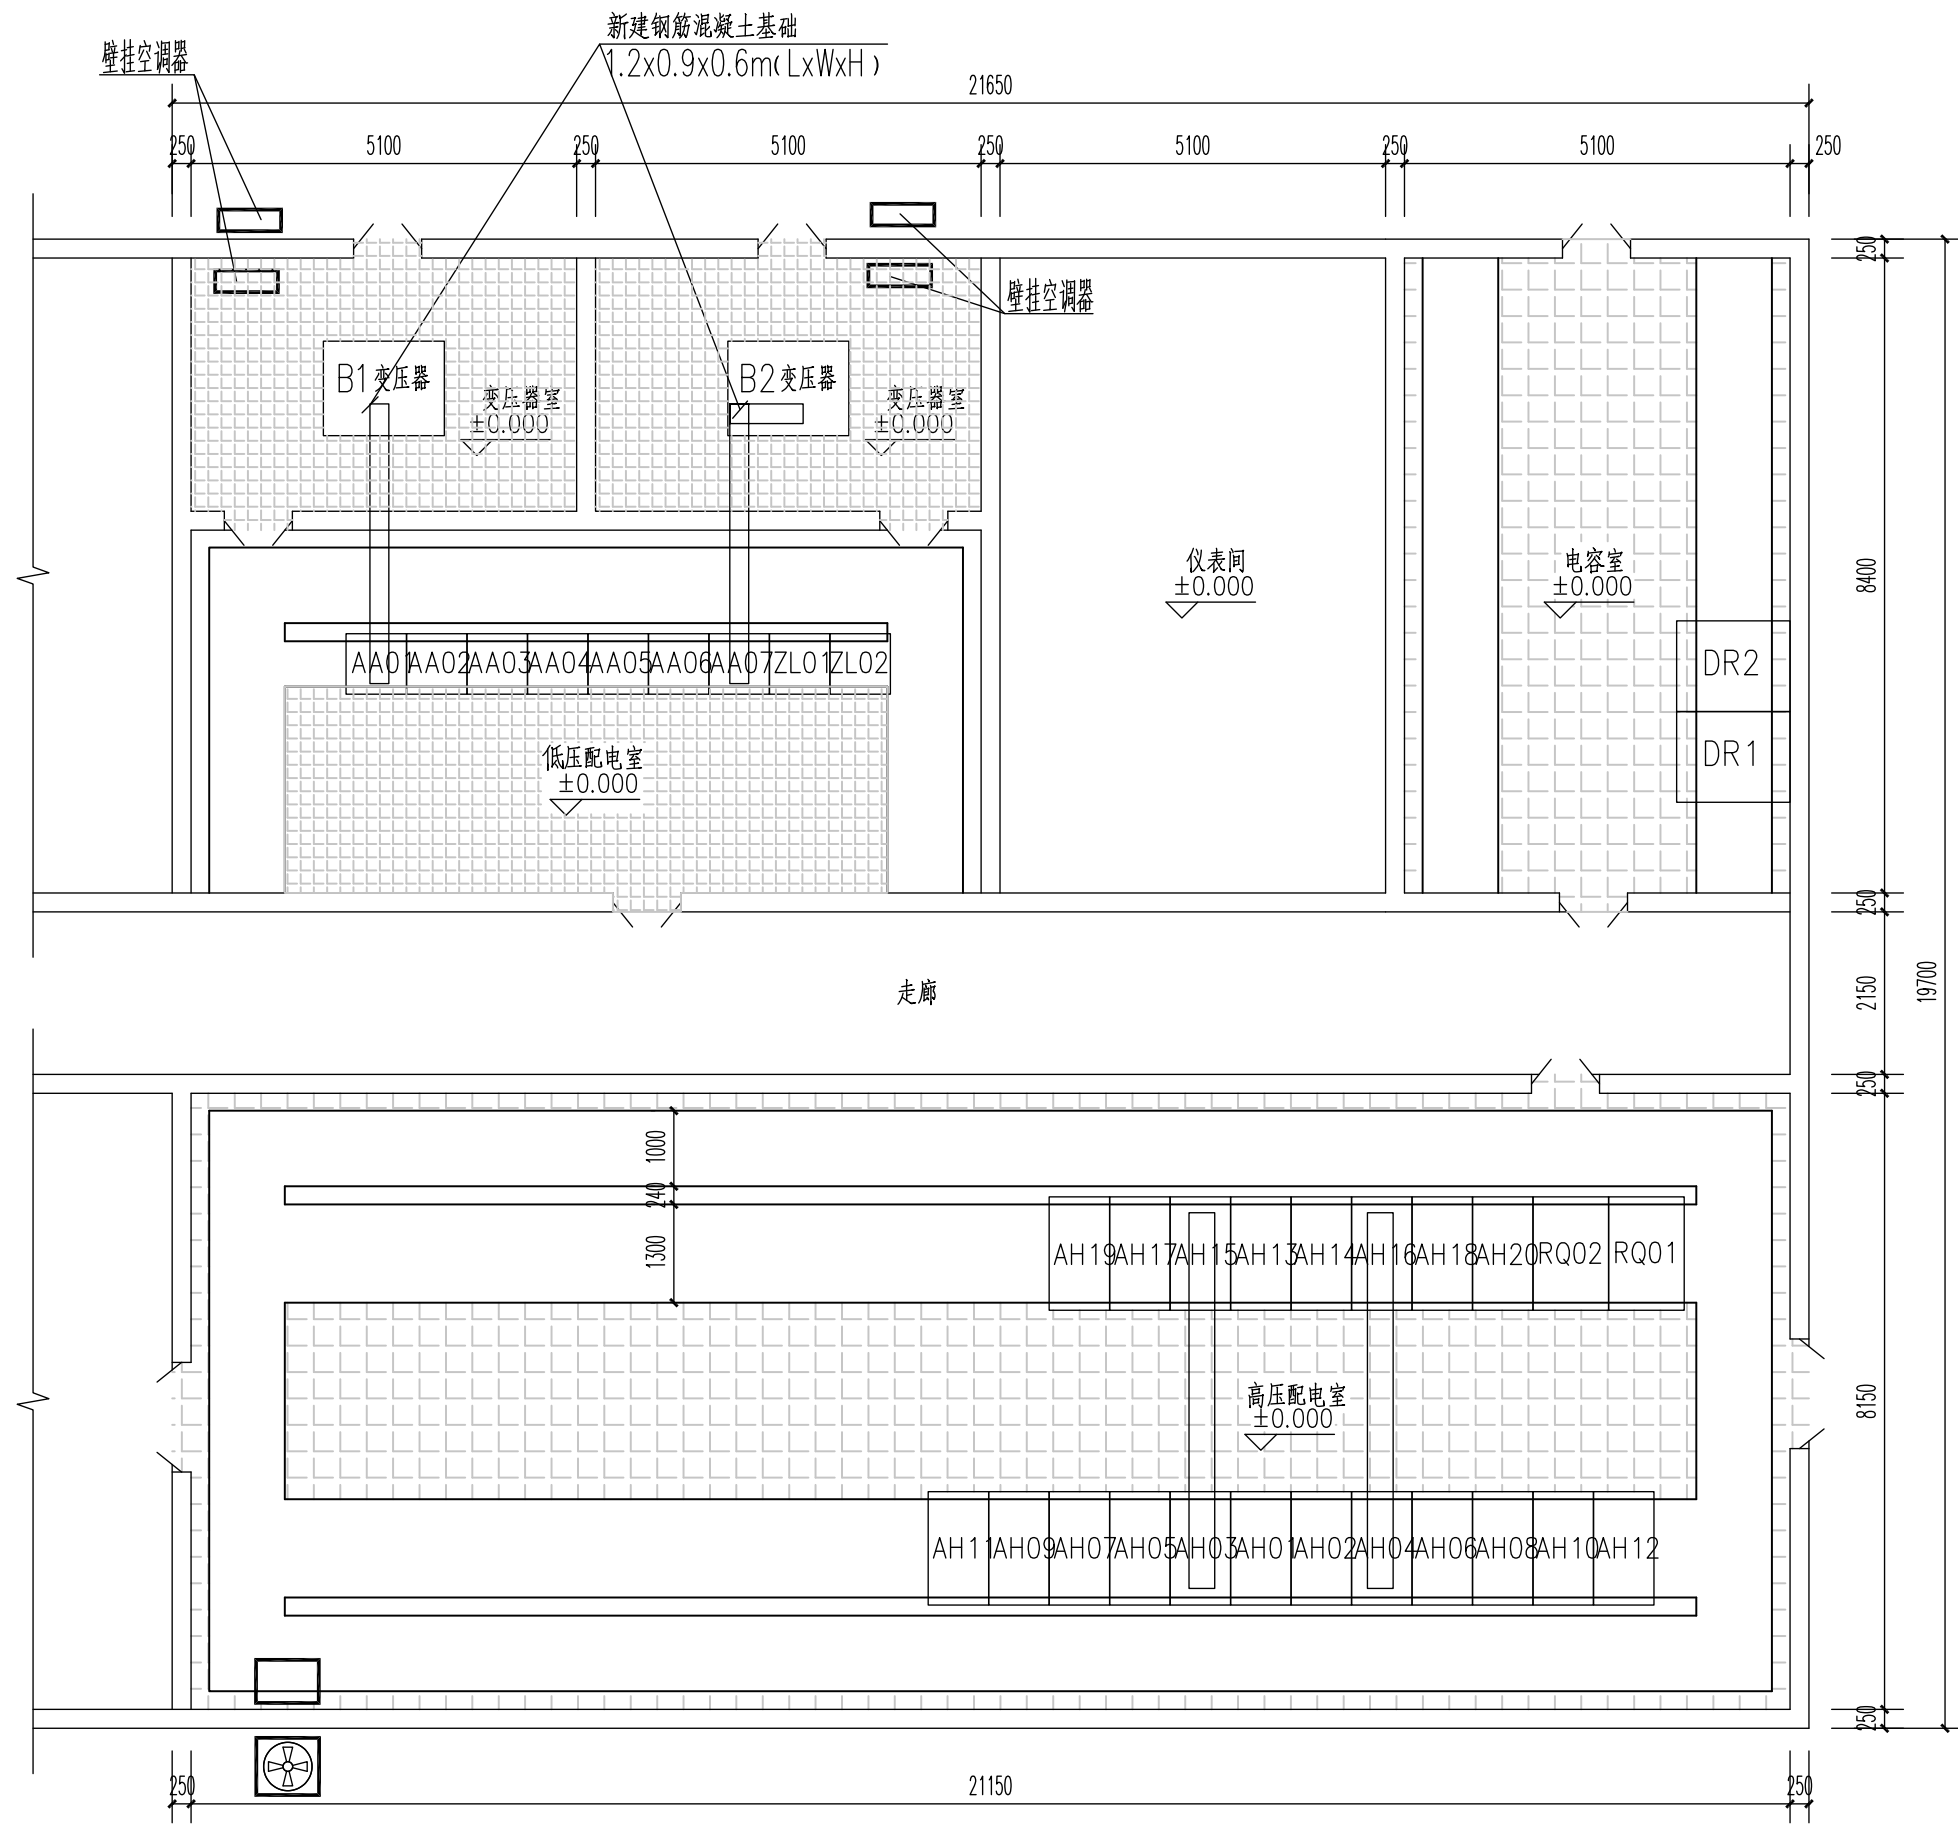 新建钢筋混凝土基础
1.2x0.9x0.6m(LxWxH)
壁挂空调器
21650
250
5100
250
5100
250
5100
250
5100
250
壁挂空调器
B1变压器
变压器室
±0.000
B2变压器
变压器室
±0.000
仪表间
±0.000
电容室
±0.000
AA01
AA02
AA03
AA04
AA05
AA06
AA07
ZL01
ZL02
DR2
DR1
低压配电室
±0.000
250
8400
250
2150
19700
250
8150
250
走廊
1000
240
1300
AH19
AH17
AH15
AH13
AH14
AH16
AH18
AH20
RQ02
RQ01
高压配电室
±0.000
AH11
AH09
AH07
AH05
AH03
AH01
AH02
AH04
AH06
AH08
AH10
AH12
250
21150
250